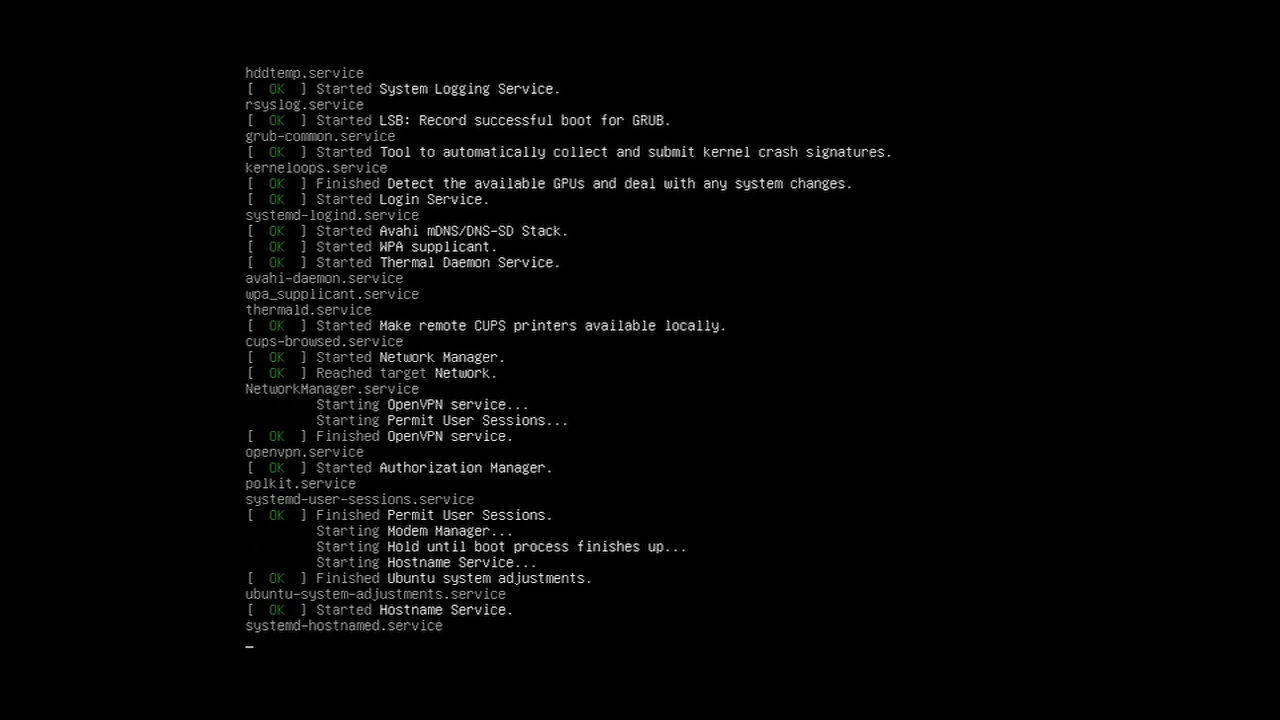 hddtemp.service
[  OK  ] Started System Logging Service.
rsyslog.service
[  OK  ] Started LSB: Record successful boot for GRUB.
grub-common.service
[  OK  ] Started Tool to automatically collect and submit kernel crash signatures.
kerneloops.service
[  OK  ] Finished Detect the available GPUs and deal with any system changes.
[  OK  ] Started Login Service.
systemd-logind.service
[  OK  ] Started Avahi mDNS/DNS-SD Stack.
[  OK  ] Started WPA supplicant.
[  OK  ] Started Thermal Daemon Service.
avahi-daemon.service
wpa_supplicant.service
thermald.service
[  OK  ] Started Make remote CUPS printers available locally.
cups-browsed.service
[  OK  ] Started Network Manager.
[  OK  ] Reached target Network.
NetworkManager.service
         Starting OpenVPN service...
         Starting Permit User Sessions...
[  OK  ] Finished OpenVPN service.
openvpn.service
[  OK  ] Started Authorization Manager.
polkit.service
systemd-user-sessions.service
[  OK  ] Finished Permit User Sessions.
         Starting Modem Manager...
         Starting Hold until boot process finishes up...
         Starting Hostname Service...
[  OK  ] Finished Ubuntu system adjustments.
ubuntu-system-adjustments.service
[  OK  ] Started Hostname Service.
systemd-hostnamed.service